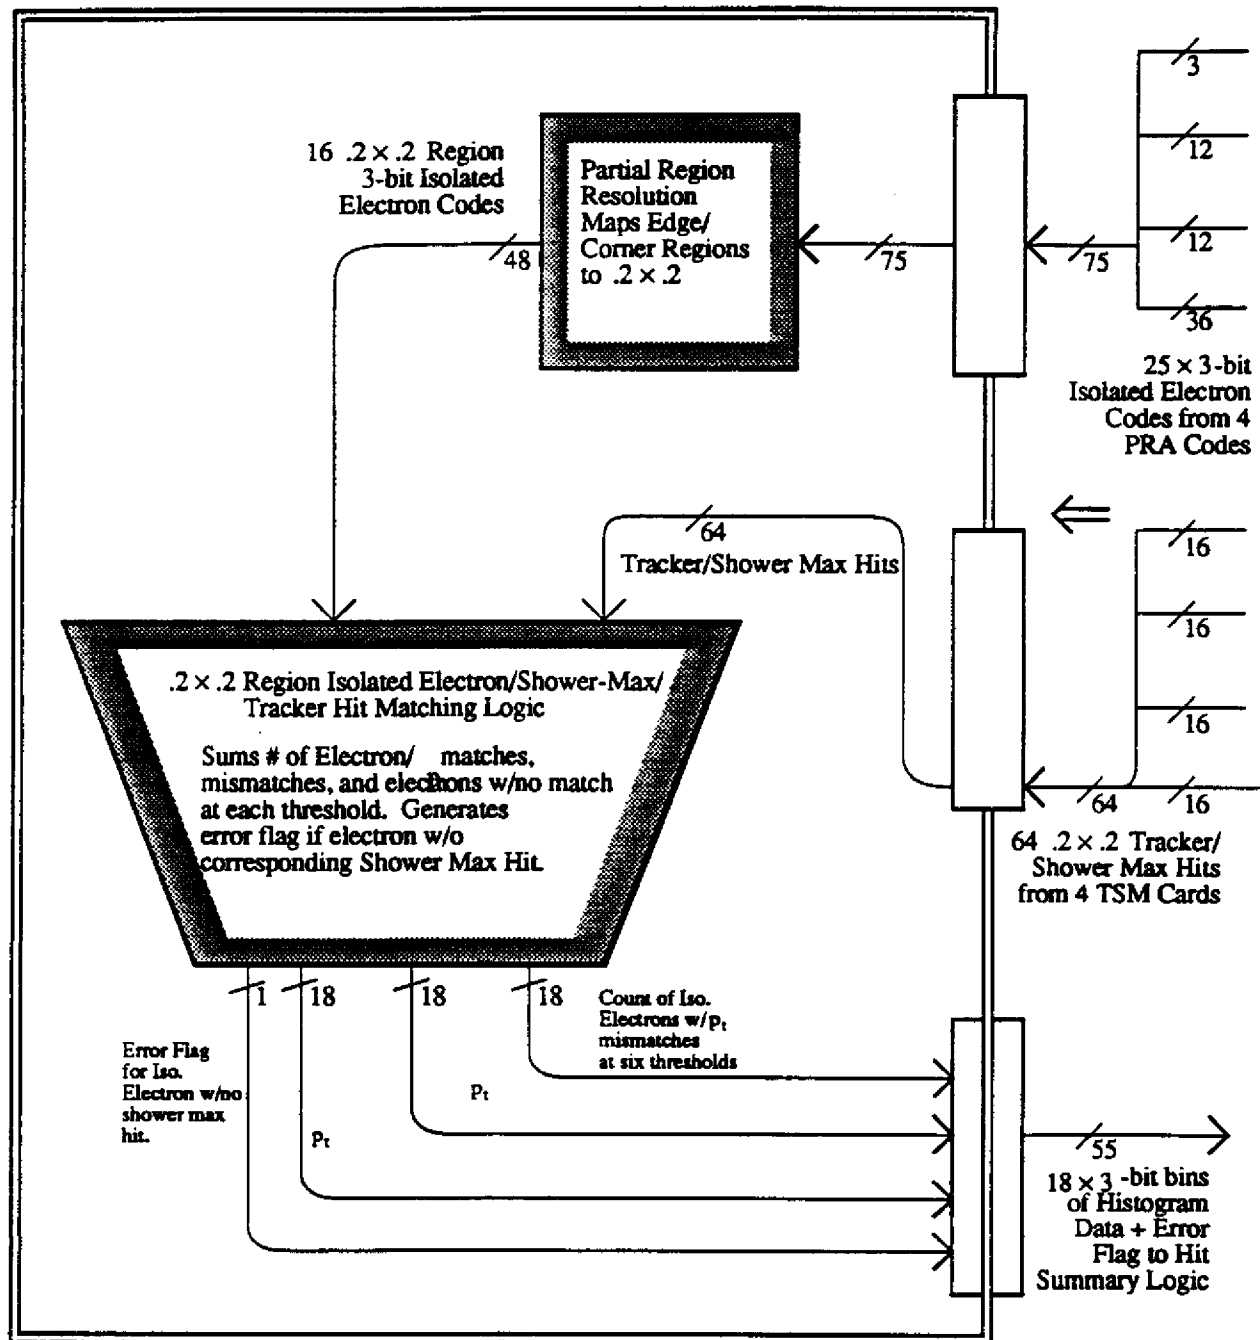 3
12
12
36
75
75
48
16 .2 × .2 Region
3-bit Isolated
Electron Codes
Partial Region
Resolution
Maps Edge/
Corner Regions
to .2 × .2
25 × 3-bit
Isolated Electron
Codes from 4
PRA Codes
64
Tracker/Shower Max Hits
16
16
16
16
64
64 .2 × .2 Tracker/
Shower Max Hits
from 4 TSM Cards
.2 × .2 Region Isolated Electron/Shower-Max/
Tracker Hit Matching Logic
Sums # of Electron/ matches,
mismatches, and electrons w/no match
at each threshold. Generates
error flag if electron w/o
corresponding Shower Max Hit.
1
18
18
18
Count of Iso.
Electrons w/pt
mismatches
at six thresholds
Error Flag
for Iso.
Electron w/no
shower max
hit.
pt
pt
55
18 × 3 -bit bins
of Histogram
Data + Error
Flag to Hit
Summary Logic